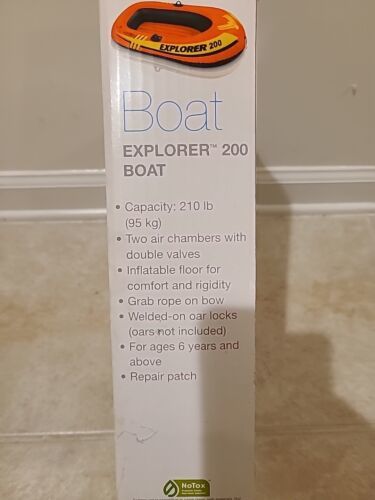 EXPLORER 200
Boat
EXPLORER™ 200
BOAT
• Capacity: 210 lb
(95 kg)
• Two air chambers with
double valves
• Inflatable floor for
comfort and rigidity
• Grab rope on bow
• Welded-on oar locks
(oars not included)
• For ages 6 years and
above
• Repair patch
NoTox